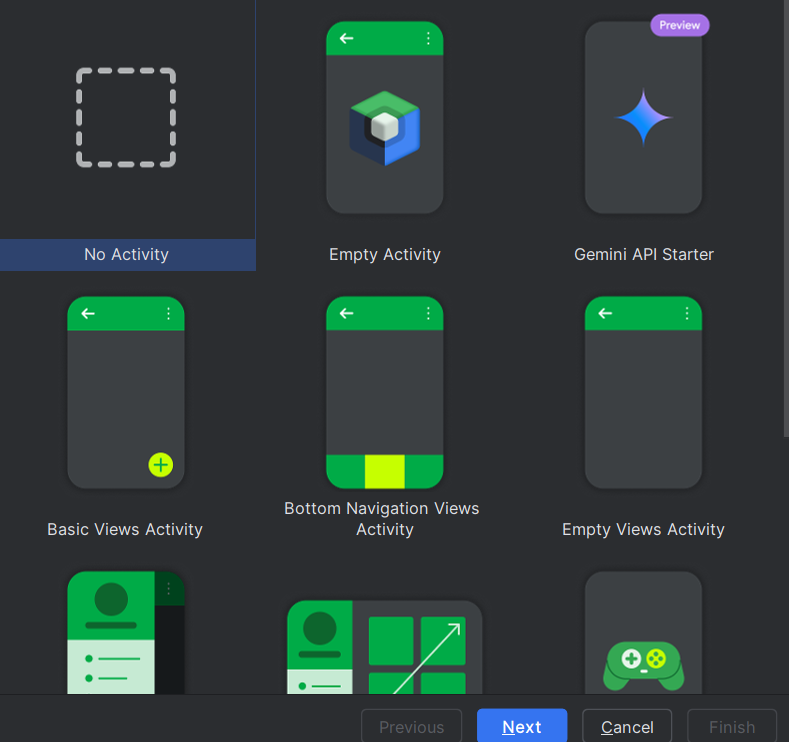 Preview
No Activity
Empty Activity
Gemini API Starter
Basic Views Activity
Bottom Navigation Views
Activity
Empty Views Activity
Previous
Next
Cancel
Finish